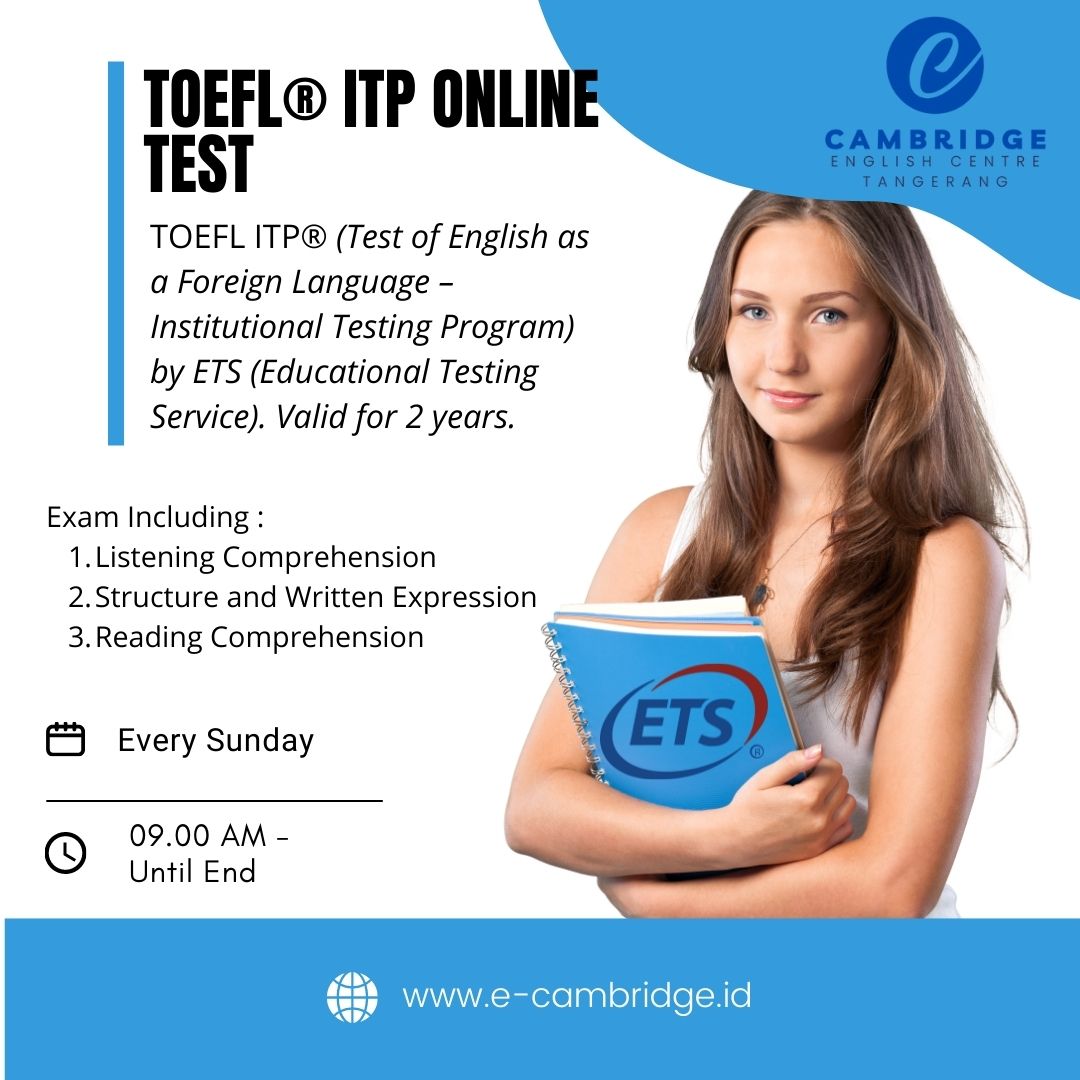 TOEFL® ITP ONLINE
TEST
CAMBRIDGE
ENGLISH CENTRE
TANGERANG
TOEFL ITP® (Test of English as
a Foreign Language –
Institutional Testing Program)
by ETS (Educational Testing
Service). Valid for 2 years.
Exam Including :
1. Listening Comprehension
2. Structure and Written Expression
3. Reading Comprehension
ETS®
Every Sunday
09.00 AM -
Until End
www.e-cambridge.id